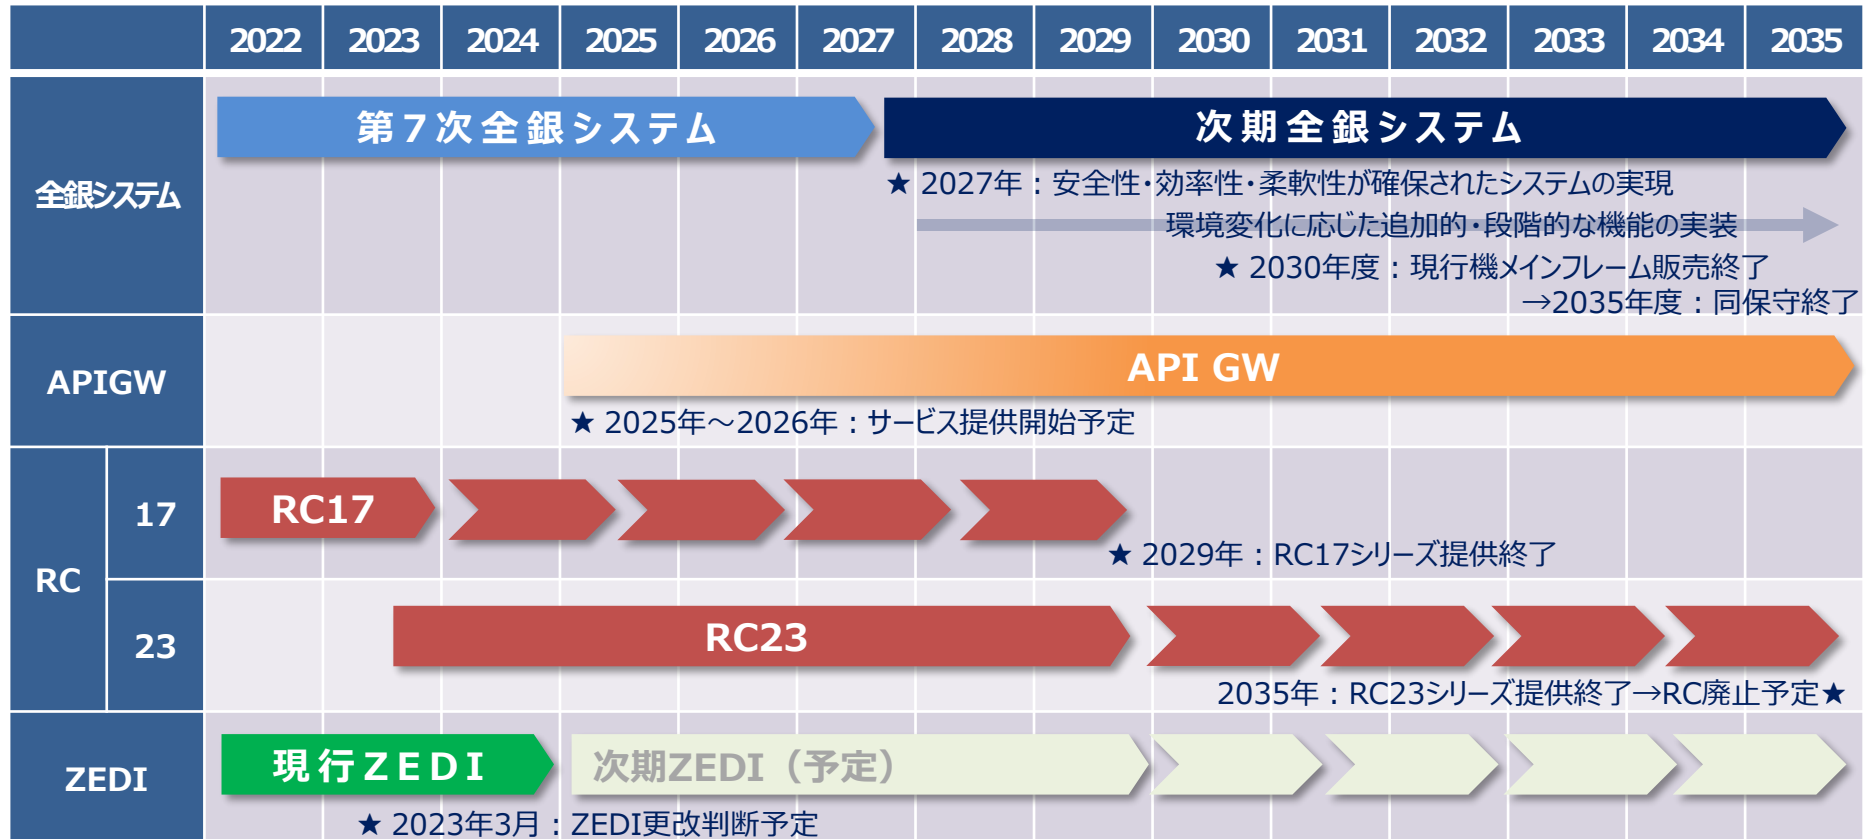 2022 2023 2024 2025 2026 2027 2028 2029 2030 2031 2032 2033 2034 2035
全銀システム
第７次全銀システム
次期全銀システム
★ 2027年：安全性・効率性・柔軟性が確保されたシステムの実現
環境変化に応じた追加的・段階的な機能の実装
★ 2030年度：現行機メインフレーム販売終了
→2035年度：同保守終了
APIGW
API GW
★ 2025年～2026年：サービス提供開始予定
RC
17
RC17
★ 2029年：RC17シリーズ提供終了
23
RC23
2035年：RC23シリーズ提供終了→RC廃止予定★
ZEDI
現行ＺＥＤＩ
次期ZEDI（予定）
★ 2023年3月：ZEDI更改判断予定